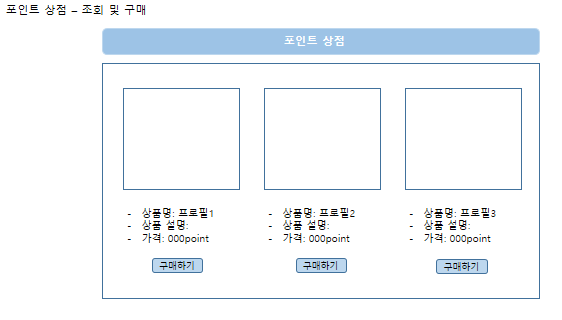 포인트 상점 – 조회 및 구매
포인트 상점
- 상품명: 프로필1
- 상품 설명:
- 가격: 000point
구매하기
- 상품명: 프로필2
- 상품 설명:
- 가격: 000point
구매하기
- 상품명: 프로필3
- 상품 설명:
- 가격: 000point
구매하기